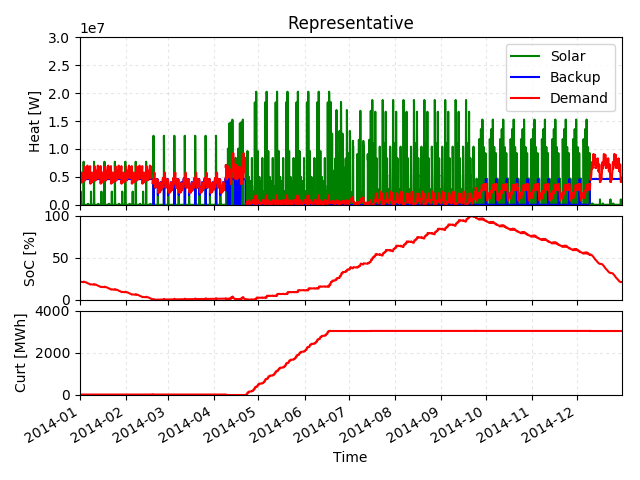 Representative
1e7
3.0
2.5
2.0
1.5
1.0
0.5
0.0
Heat [W]
Solar
Backup
Demand
100
50
0
SoC [%]
4000
2000
0
Curt [MWh]
2014-01
2014-02
2014-03
2014-04
2014-05
2014-06
2014-07
2014-08
2014-09
2014-10
2014-11
2014-12
Time